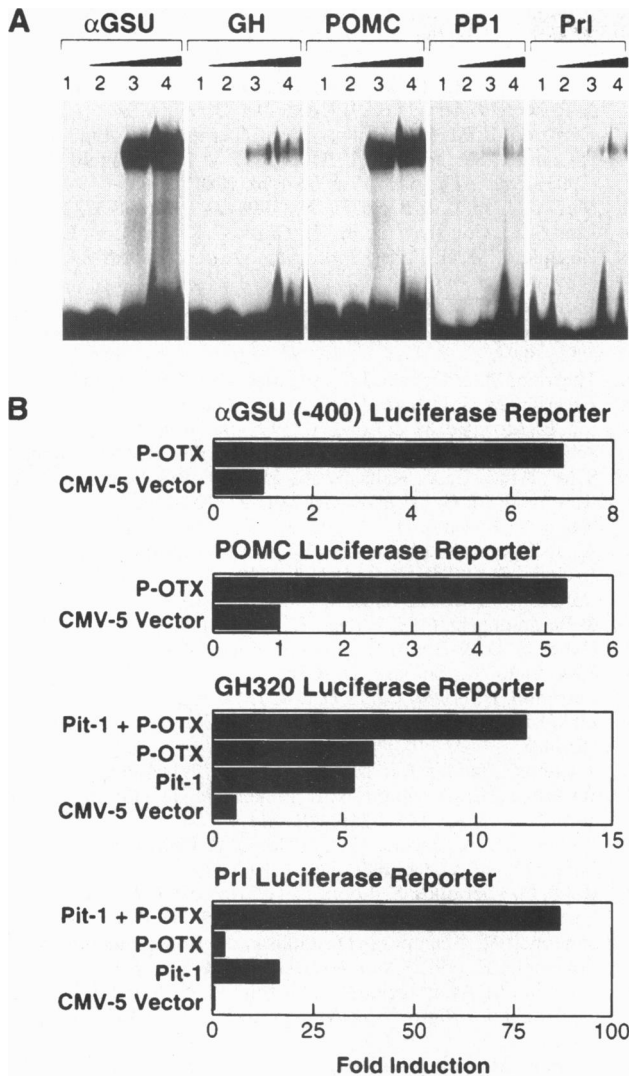 A
αGSU GH POMC PP1 Prl
1 2 3 4 1 2 3 4 1 2 3 4 1 2 3 4 1 2 3 4
B
αGSU (-400) Luciferase Reporter
P-OTX
CMV-5 Vector
0 2 4 6 8
POMC Luciferase Reporter
P-OTX
CMV-5 Vector
0 1 2 3 4 5 6
GH320 Luciferase Reporter
Pit-1 + P-OTX
P-OTX
Pit-1
CMV-5 Vector
0 5 10 15
Prl Luciferase Reporter
Pit-1 + P-OTX
P-OTX
Pit-1
CMV-5 Vector
0 25 50 75 100
Fold Induction